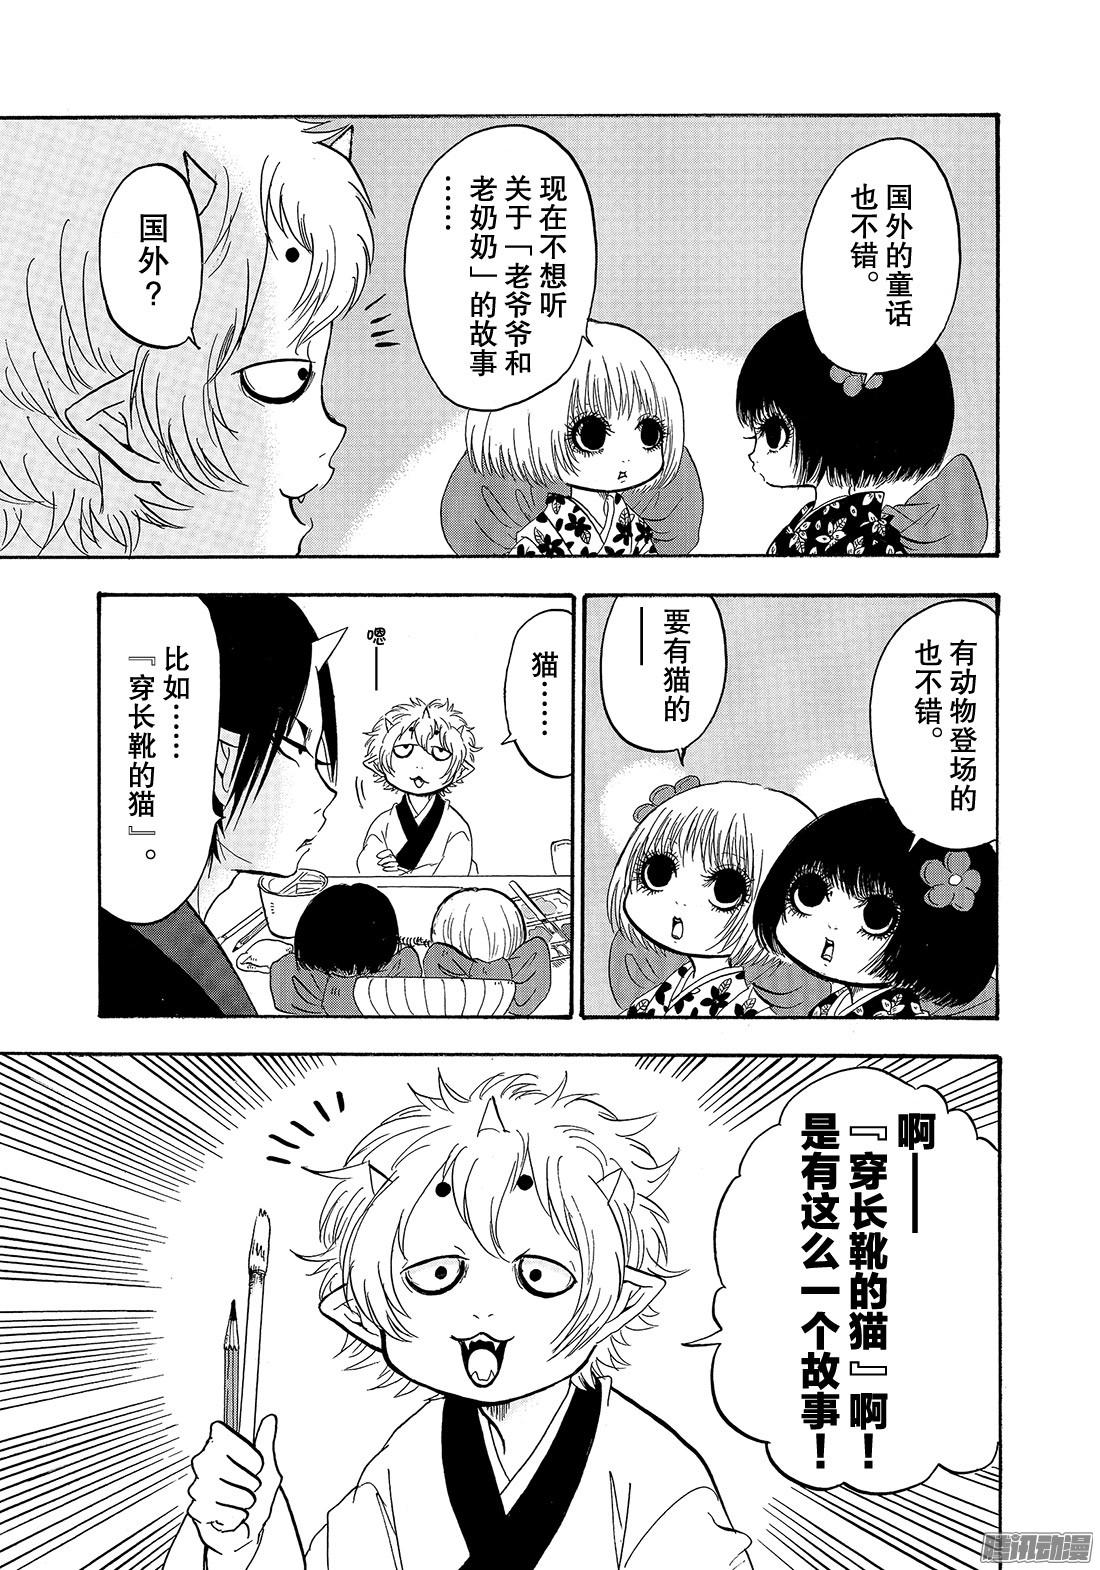 国外的童话
也不错。
现在不想听
关于「老爷爷和
老奶奶」的故事
……
国外？
有动物登场的
也不错。
要有猫的
——
猫……
嗯——
比如……
『穿长靴的猫』。
啊——
『穿长靴的猫』啊！
是有这么一个故事！
腾讯动漫